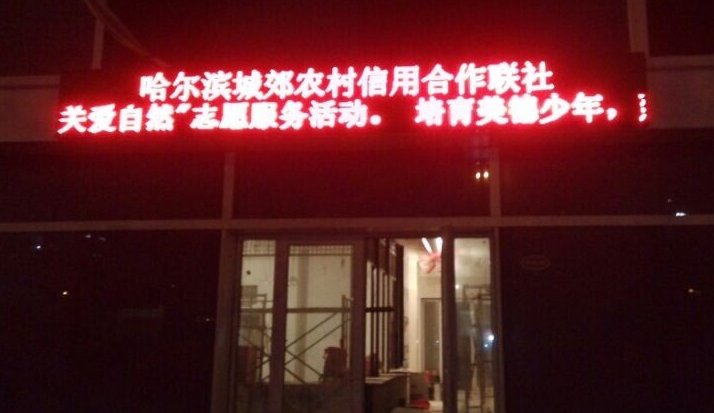 哈尔滨城郊农村信用合作联社
关爱自然"志愿服务活动。 培育美德少年，